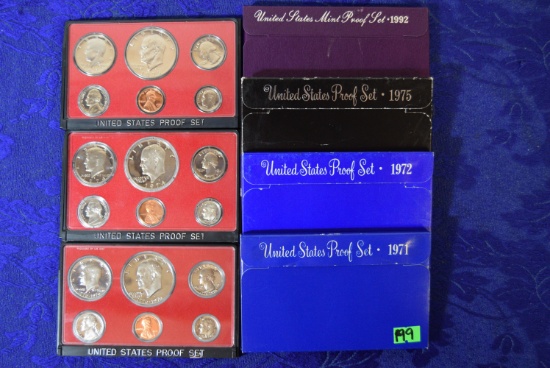 United States Mint Proof Set • 1992
United States Proof Set • 1975
UNITED STATES PROOF SET
United States Proof Set • 1972
UNITED STATES PROOF SET
United States Proof Set • 1971
UNITED STATES PROOF SET
199